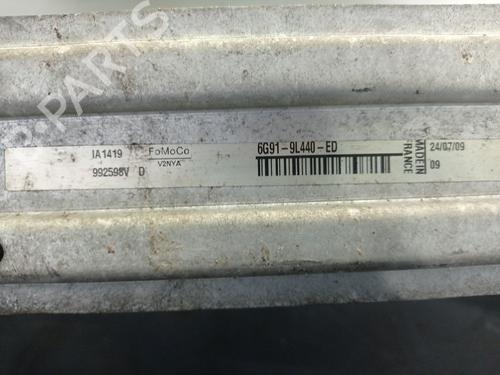 B-Parts
IA1419
992598V D
FoMoCo
V2NYA
6G91-9L440-ED
MADE IN
FRANCE
24/07/09
09